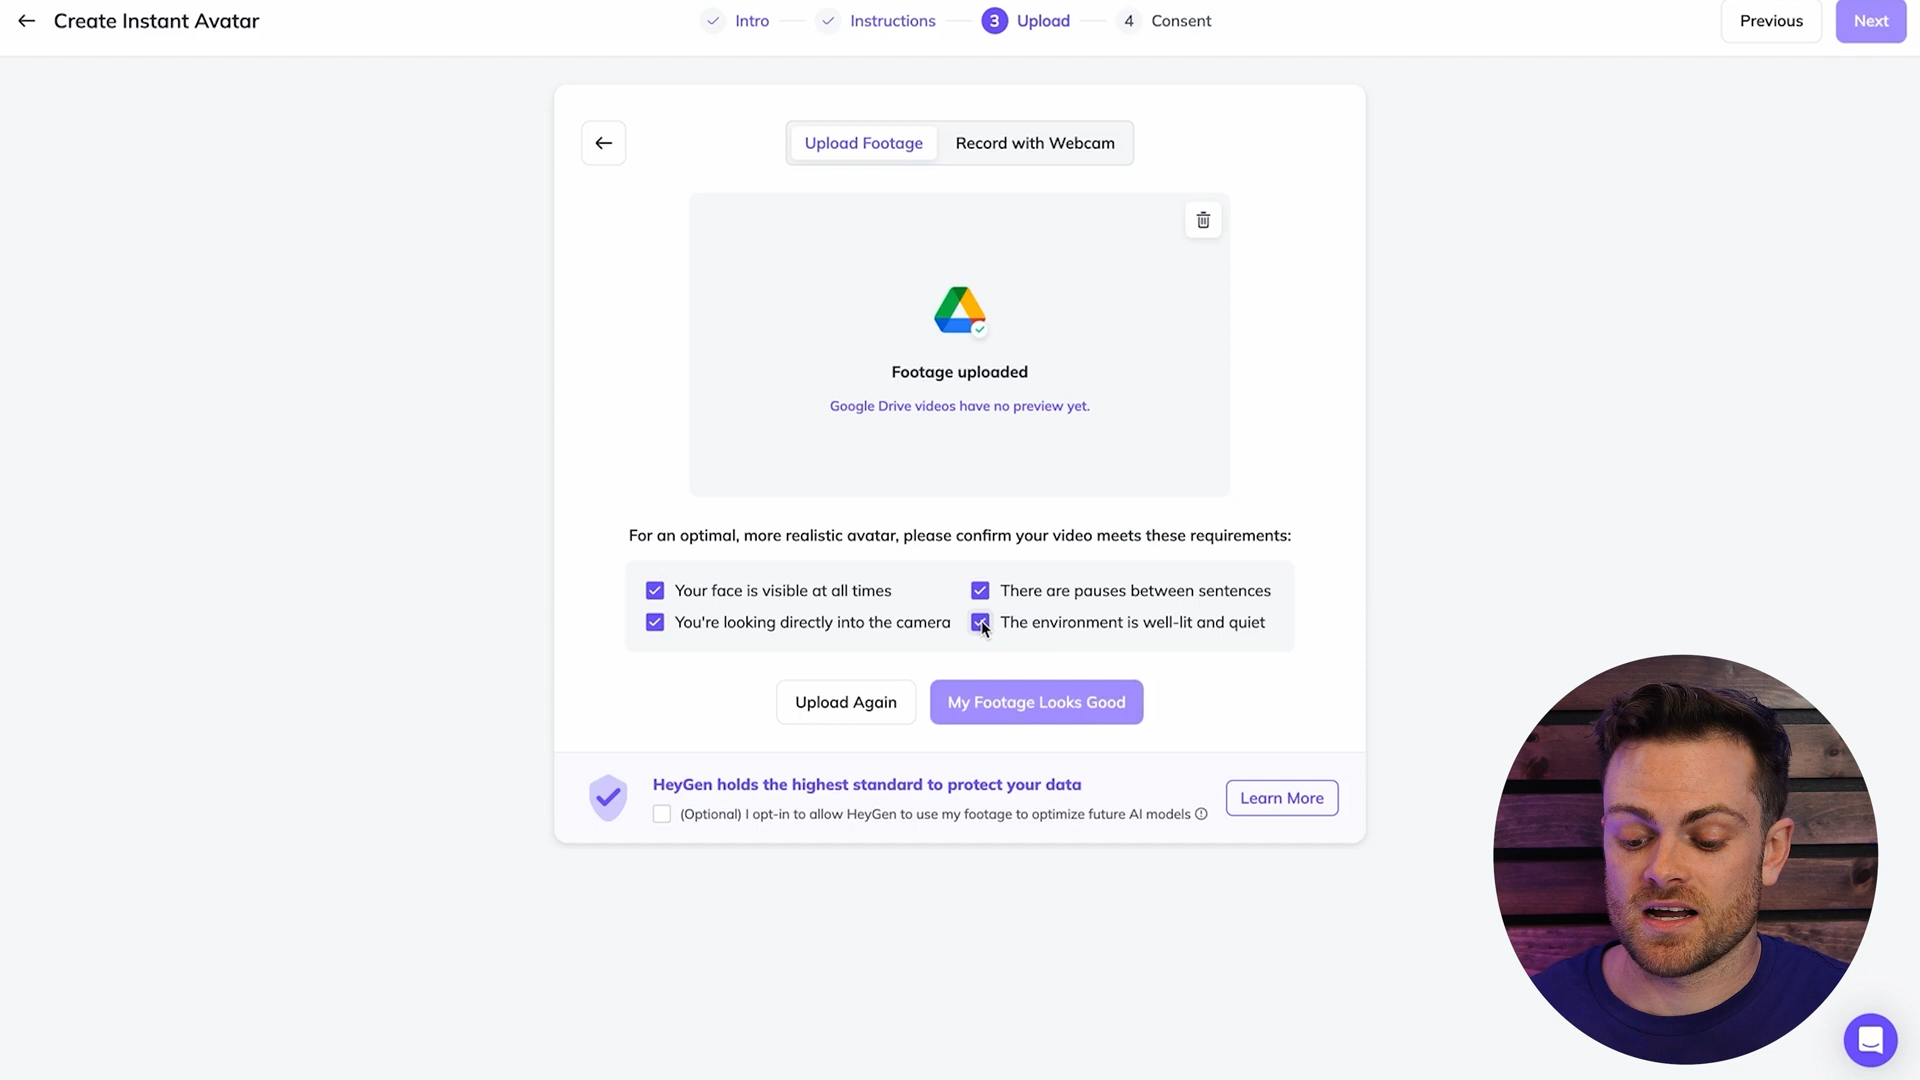 Create Instant Avatar
Intro
Instructions
3 Upload
4 Consent
Previous
Next
Upload Footage
Record with Webcam
Footage uploaded
Google Drive videos have no preview yet.
For an optimal, more realistic avatar, please confirm your video meets these requirements:
Your face is visible at all times
There are pauses between sentences
You're looking directly into the camera
The environment is well-lit and quiet
Upload Again
My Footage Looks Good
HeyGen holds the highest standard to protect your data
(Optional) I opt-in to allow HeyGen to use my footage to optimize future AI models
Learn More